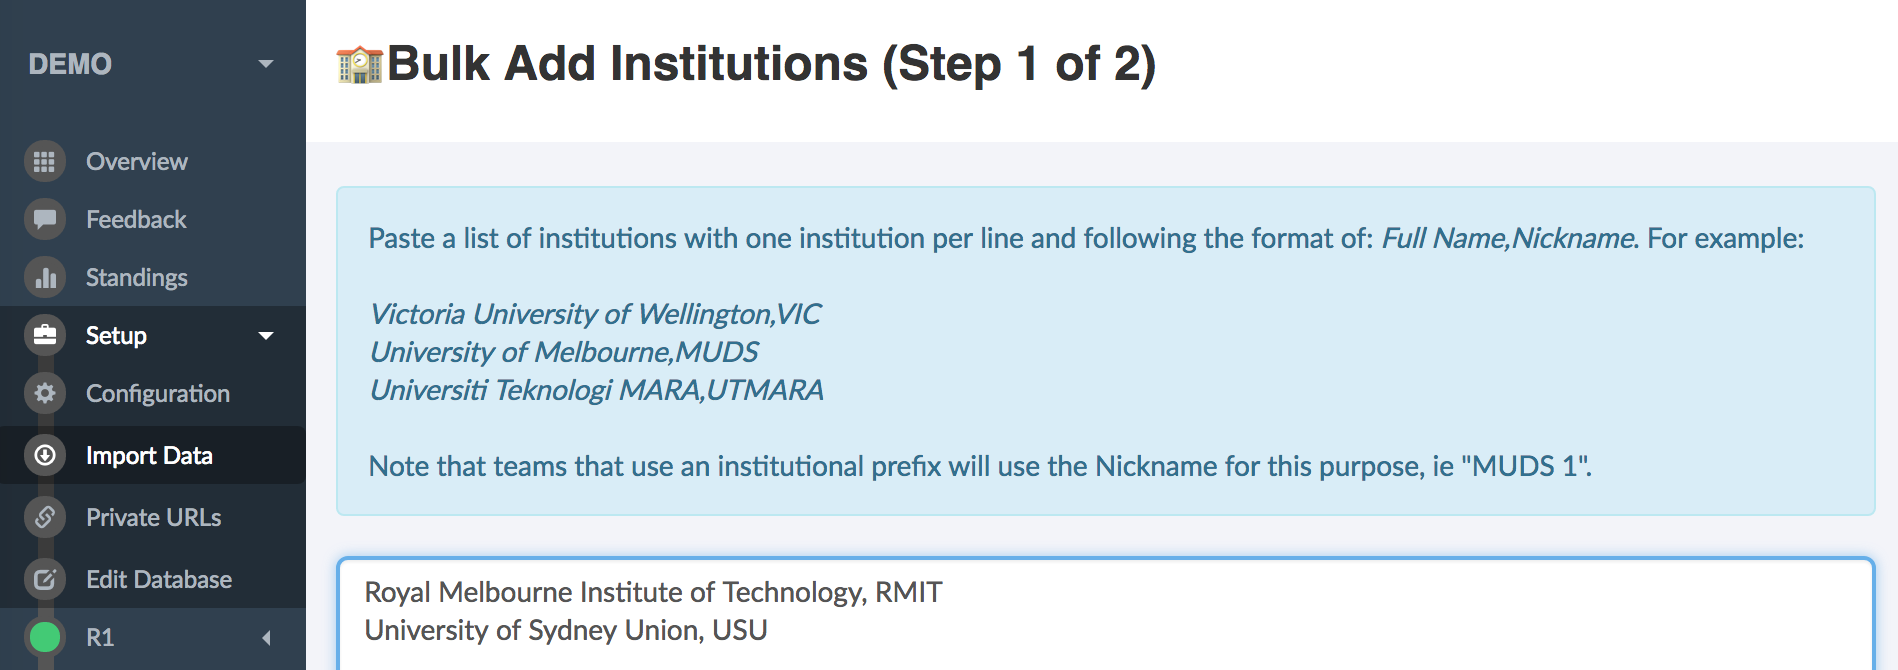 DEMO
Overview
Feedback
Standings
Setup
Configuration
Import Data
Private URLs
Edit Database
R1
Bulk Add Institutions (Step 1 of 2)
Paste a list of institutions with one institution per line and following the format of: Full Name,Nickname. For example:
Victoria University of Wellington,VIC
University of Melbourne,MUDS
Universiti Teknologi MARA,UTMARA
Note that teams that use an institutional prefix will use the Nickname for this purpose, ie "MUDS 1".
Royal Melbourne Institute of Technology, RMIT
University of Sydney Union, USU